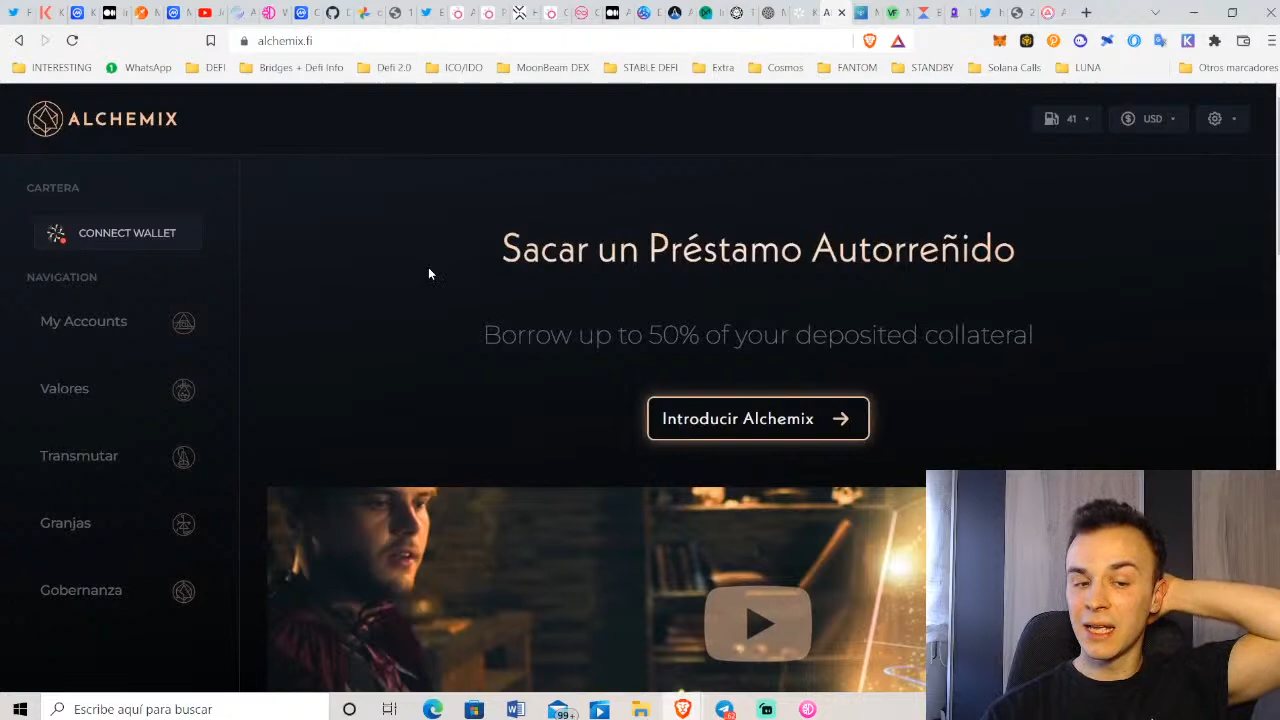 alchemix.fi
INTERESTING
WhatsApp
DEFI
Bridges + Defi Info
Defi 2.0
ICO/IDO
MoonBeam DEX
STABLE DEFI
Extra
Cosmos
FANTOM
STANDBY
Solana Calls
LUNA
Otros marcadores
ALCHEMIX
41
USD
CARTERA
CONNECT WALLET
NAVIGATION
My Accounts
Valores
Transmutar
Granjas
Gobernanza
Sacar un Préstamo Autorreñido
Borrow up to 50% of your deposited collateral
Introducir Alchemix
Escribe aquí para buscar
99+